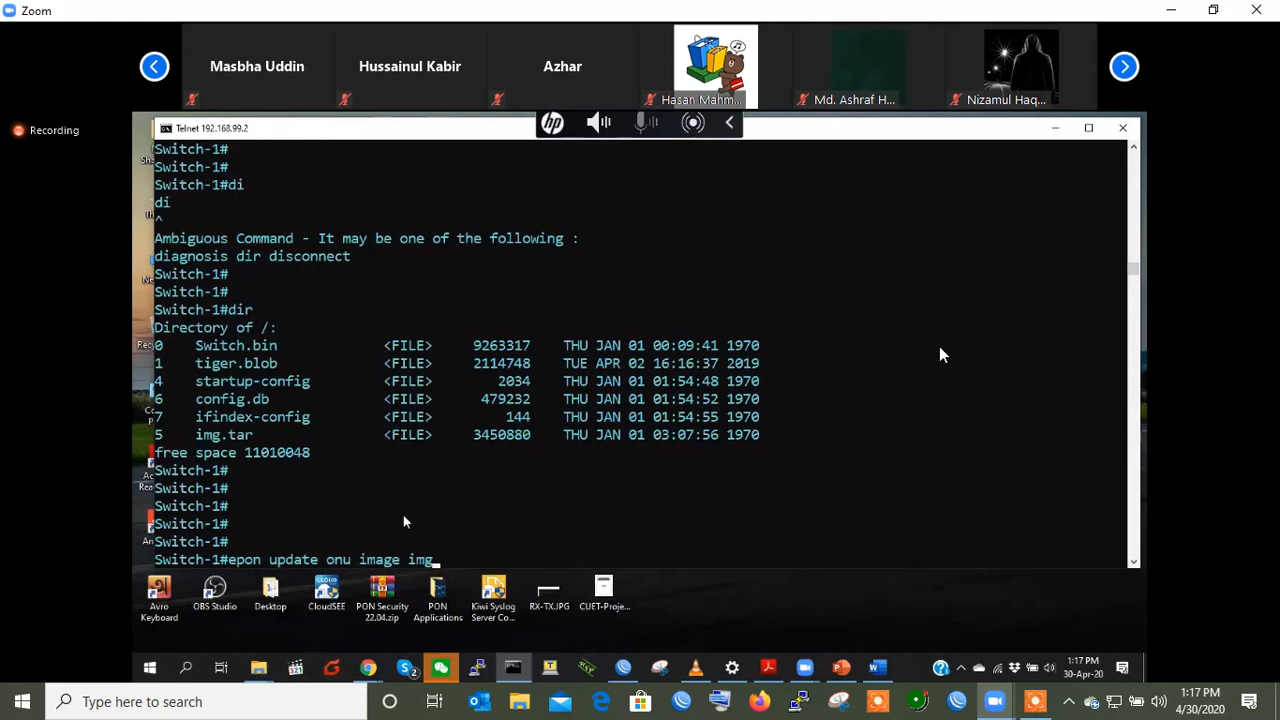 Zoom
Masbha Uddin
Hussainul Kabir
Azhar
Hasan Mahm...
Md. Ashraf H...
Nizamul Haq...
Recording
Telnet 192.168.99.2
hp
Switch-1#
Switch-1#
Switch-1#di
di
^
Ambiguous Command - It may be one of the following :
diagnosis dir disconnect
Switch-1#
Switch-1#
Switch-1#dir
Directory of /:
0 Switch.bin <FILE> 9263317 THU JAN 01 00:09:41 1970
1 tiger.blob <FILE> 2114748 TUE APR 02 16:16:37 2019
4 startup-config <FILE> 2034 THU JAN 01 01:54:48 1970
6 config.db <FILE> 479232 THU JAN 01 01:54:52 1970
7 ifindex-config <FILE> 144 THU JAN 01 01:54:55 1970
5 img.tar <FILE> 3450880 THU JAN 01 03:07:56 1970
free space 11010048
Switch-1#
Switch-1#
Switch-1#
Switch-1#
Switch-1#
Switch-1#epon update onu image img_
Avro Keyboard
OBS Studio
Desktop
CloudSEE
PON Security 22.04.zip
PON Applications
Kiwi Syslog Server Co...
RX-TX.JPG
CUET-Proje...
1:17 PM
30-Apr-20
Type here to search
1:17 PM
4/30/2020